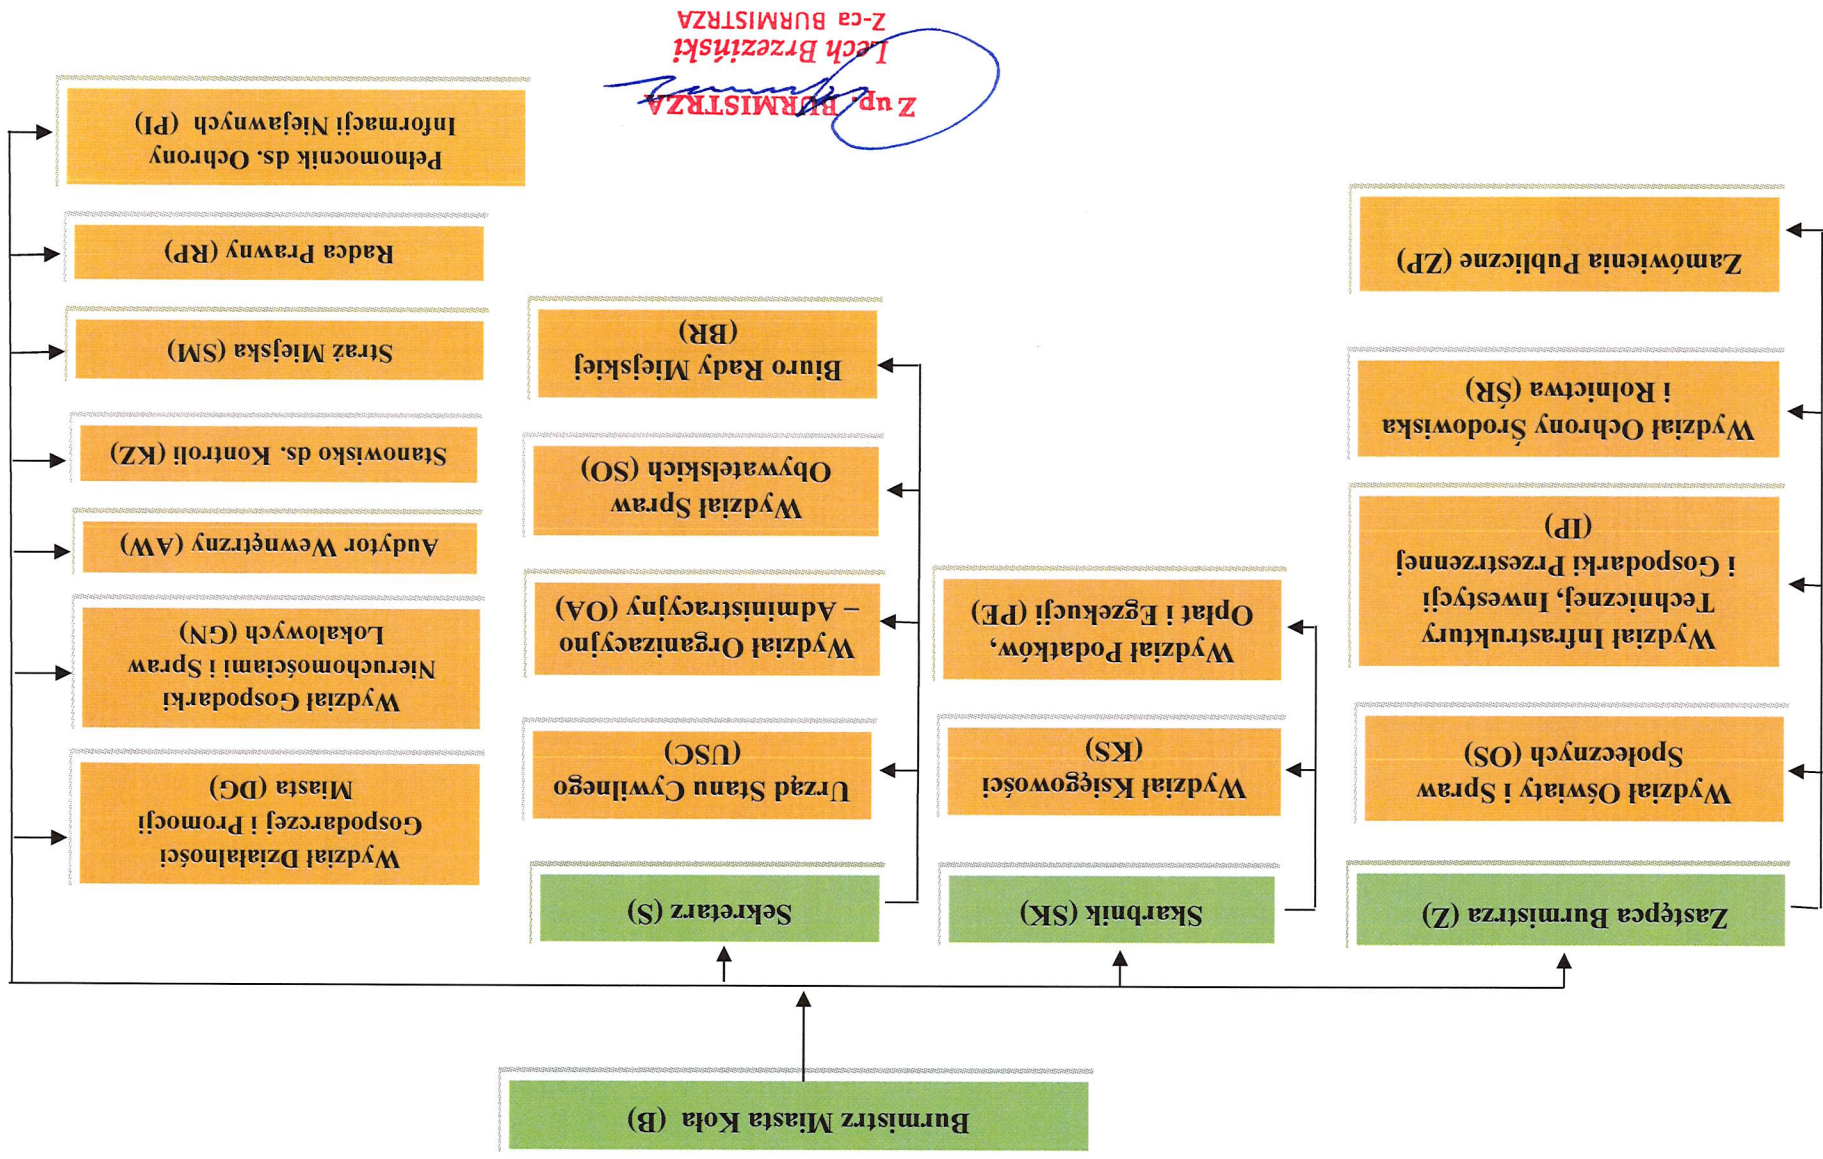 Burmistrz Miasta Koła (B)
Zastępca Burmistrza (Z)
Wydział Oświaty i Spraw
Społecznych (OS)
Wydział Infrastruktury
Technicznej, Inwestycji
i Gospodarki Przestrzennej
(IP)
Wydział Ochrony Środowiska
i Rolnictwa (ŚR)
Zamówienia Publiczne (ZP)
Skarbnik (SK)
Wydział Księgowości
(KS)
Wydział Podatków,
Opłat i Egzekucji (PE)
Sekretarz (S)
Urząd Stanu Cywilnego
(USC)
Wydział Organizacyjno
– Administracyjny (OA)
Wydział Spraw
Obywatelskich (SO)
Biuro Rady Miejskiej
(BR)
Wydział Działalności
Gospodarczej i Promocji
Miasta (DG)
Wydział Gospodarki
Nieruchomościami i Spraw
Lokalowych (GN)
Audytor Wewnętrzny (AW)
Stanowisko ds. Kontroli (KZ)
Straż Miejska (SM)
Radca Prawny (RP)
Pełnomocnik ds. Ochrony
Informacji Niejawnych (PI)
Z up. BURMISTRZA
Lech Brzeziński
Z-ca BURMISTRZA